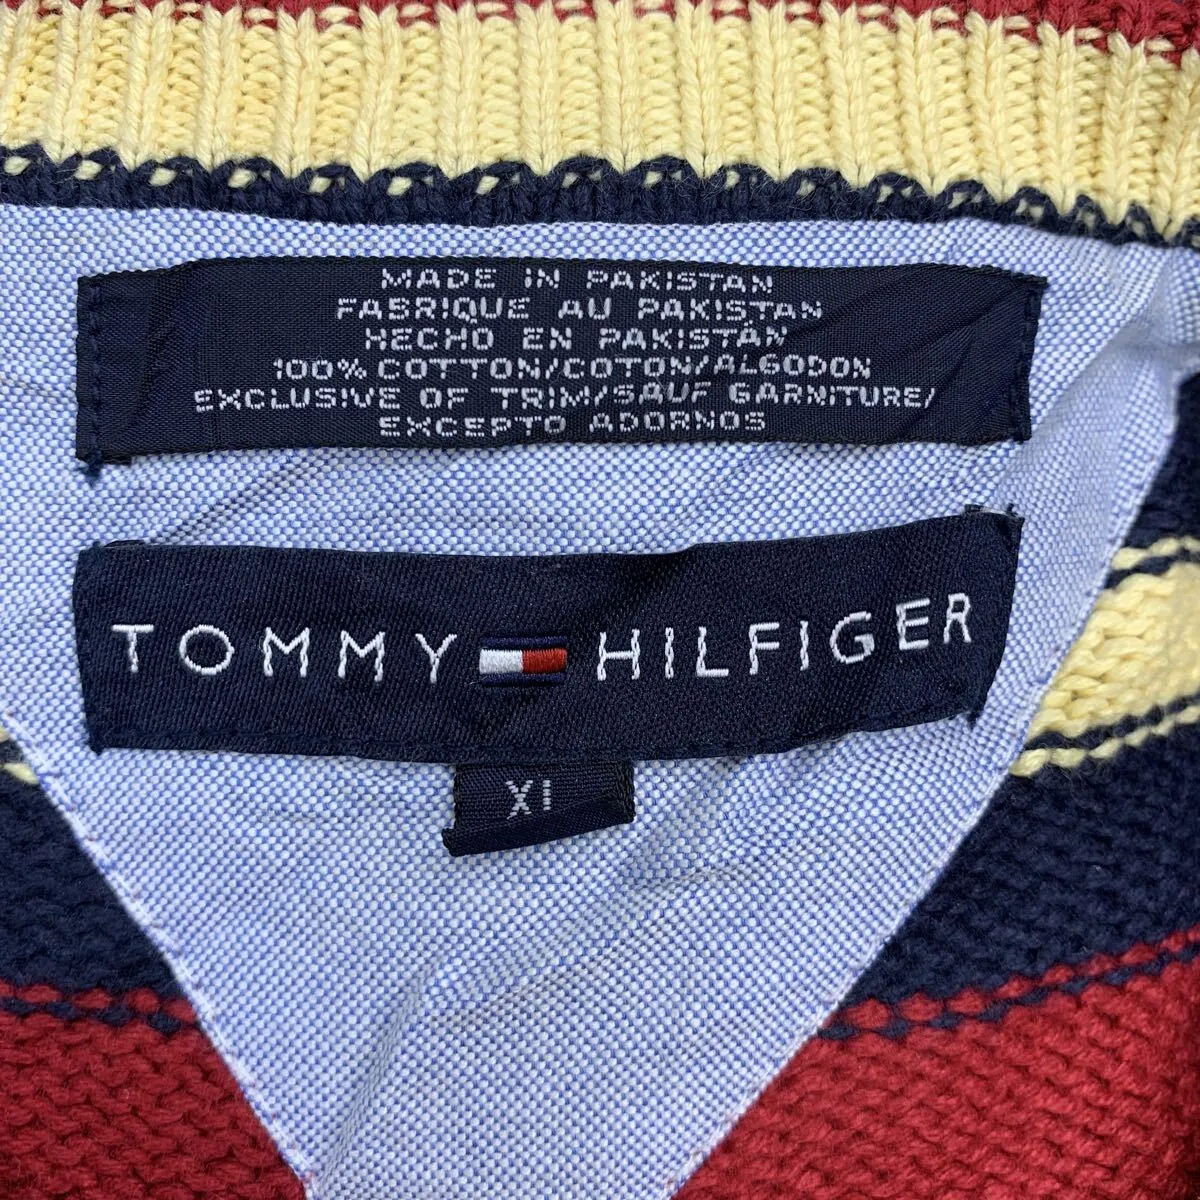 MADE IN PAKISTAN
FABRIQUE AU PAKISTAN
HECHO EN PAKISTÁN
100% COTTON/COTON/ALGODON
EXCLUSIVE OF TRIM/SAUF GARNITURE/
EXCEPTO ADORNOS
TOMMY HILFIGER
XL